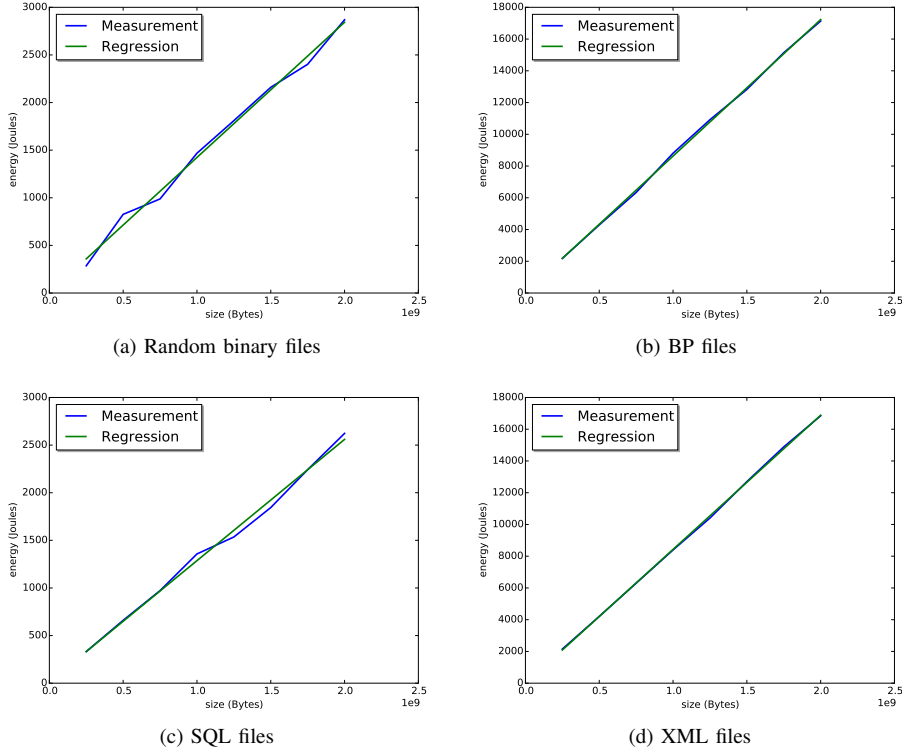 3000
2500
2000
1500
1000
500
0
energy (Joules)
Measurement
Regression
0.0 0.5 1.0 1.5 2.0 2.5
1e9
size (Bytes)
(a) Random binary files
18000
16000
14000
12000
10000
8000
6000
4000
2000
0
energy (Joules)
Measurement
Regression
0.0 0.5 1.0 1.5 2.0 2.5
1e9
size (Bytes)
(b) BP files
3000
2500
2000
1500
1000
500
0
energy (Joules)
Measurement
Regression
0.0 0.5 1.0 1.5 2.0 2.5
1e9
size (Bytes)
(c) SQL files
18000
16000
14000
12000
10000
8000
6000
4000
2000
0
energy (Joules)
Measurement
Regression
0.0 0.5 1.0 1.5 2.0 2.5
1e9
size (Bytes)
(d) XML files